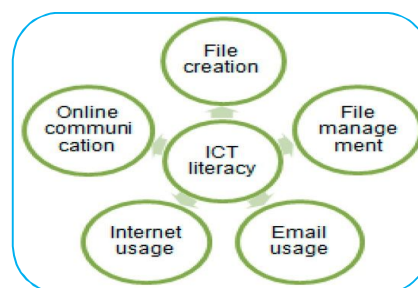 File
creation
Online
communi
cation
File
manage
ment
ICT
literacy
Internet
usage
Email
usage